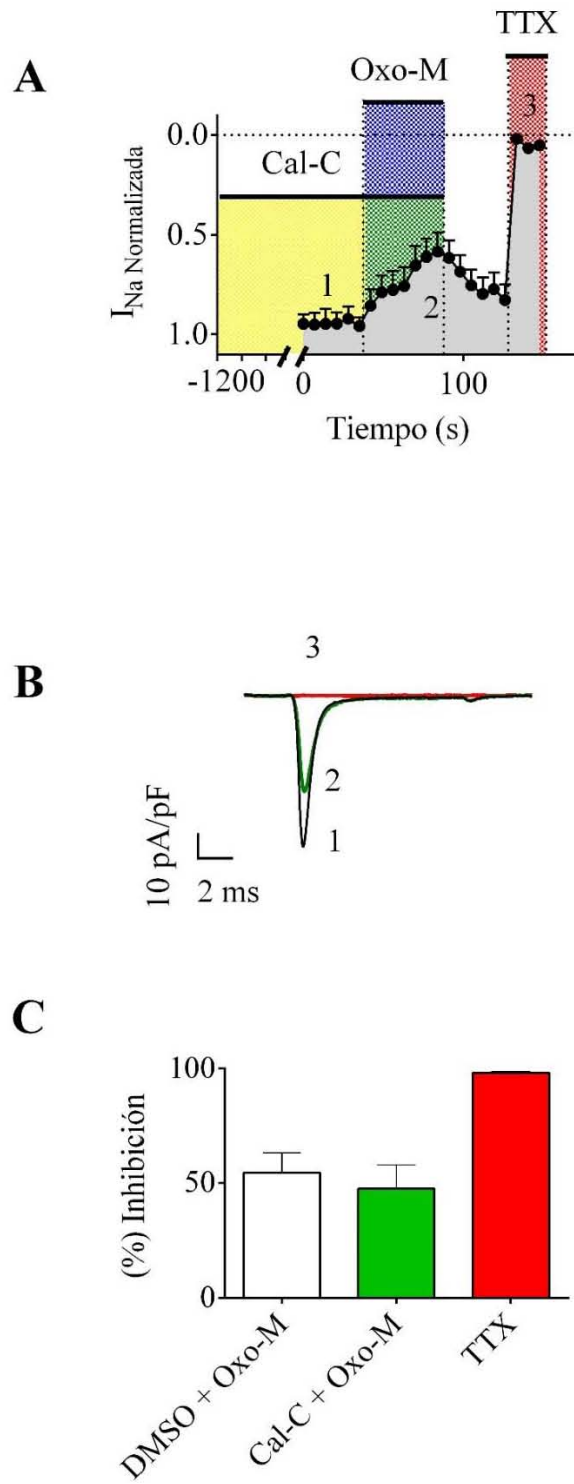 A
TTX
Oxo-M
3
0.0
Cal-C
0.5
1
2
1.0
I Na Normalizada
-1200 0 100
Tiempo (s)
B
3
2
1
10 pA/pF
2 ms
C
100
50
0
(%) Inhibición
DMSO + Oxo-M
Cal-C + Oxo-M
TTX